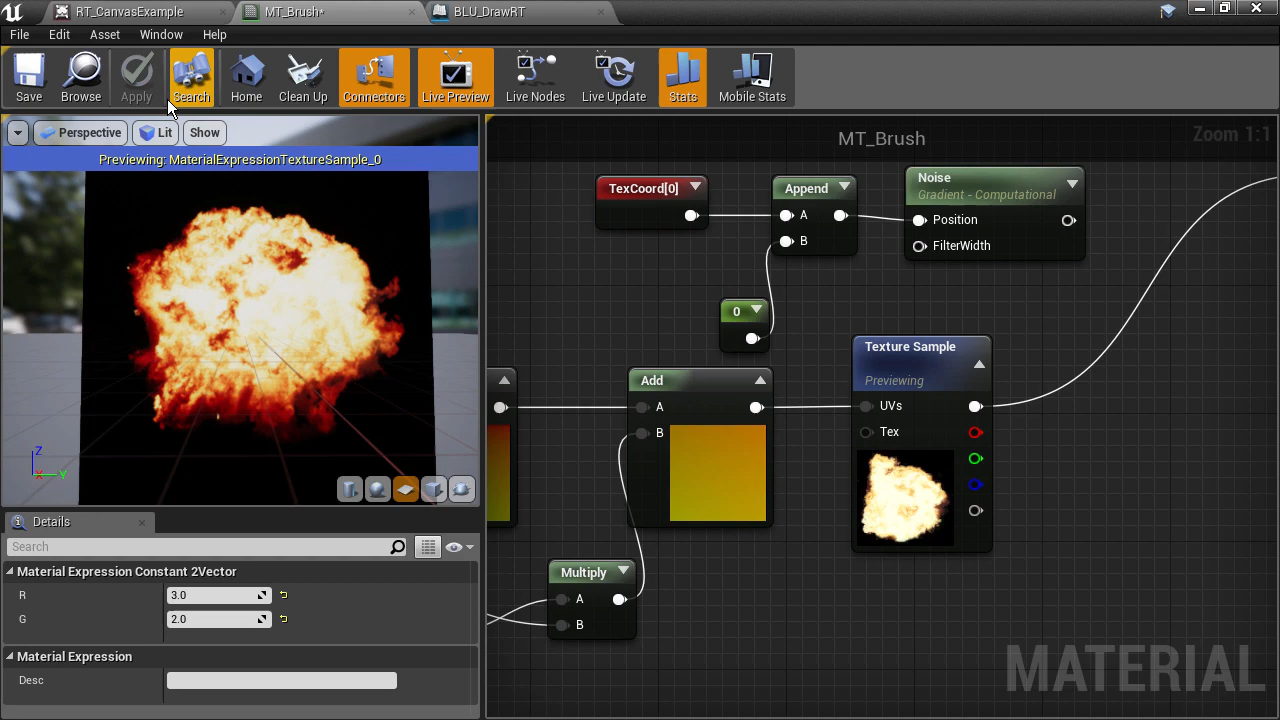 RT_CanvasExample
MT_Brush*
BLU_DrawRT
File Edit Asset Window Help
Save Browse Apply Search Home Clean Up Connectors Live Preview Live Nodes Live Update Stats Mobile Stats
Perspective Lit Show
Previewing: MaterialExpressionTextureSample_0
Z
X
Y
Details
Search
Material Expression Constant 2Vector
R 3.0
G 2.0
Material Expression
Desc
MT_Brush
Zoom 1:1
TexCoord[0]
Append
A
B
Noise
Gradient - Computational
Position
FilterWidth
0
Add
A
B
Texture Sample
Previewing
UVs
Tex
Multiply
A
B
MATERIAL